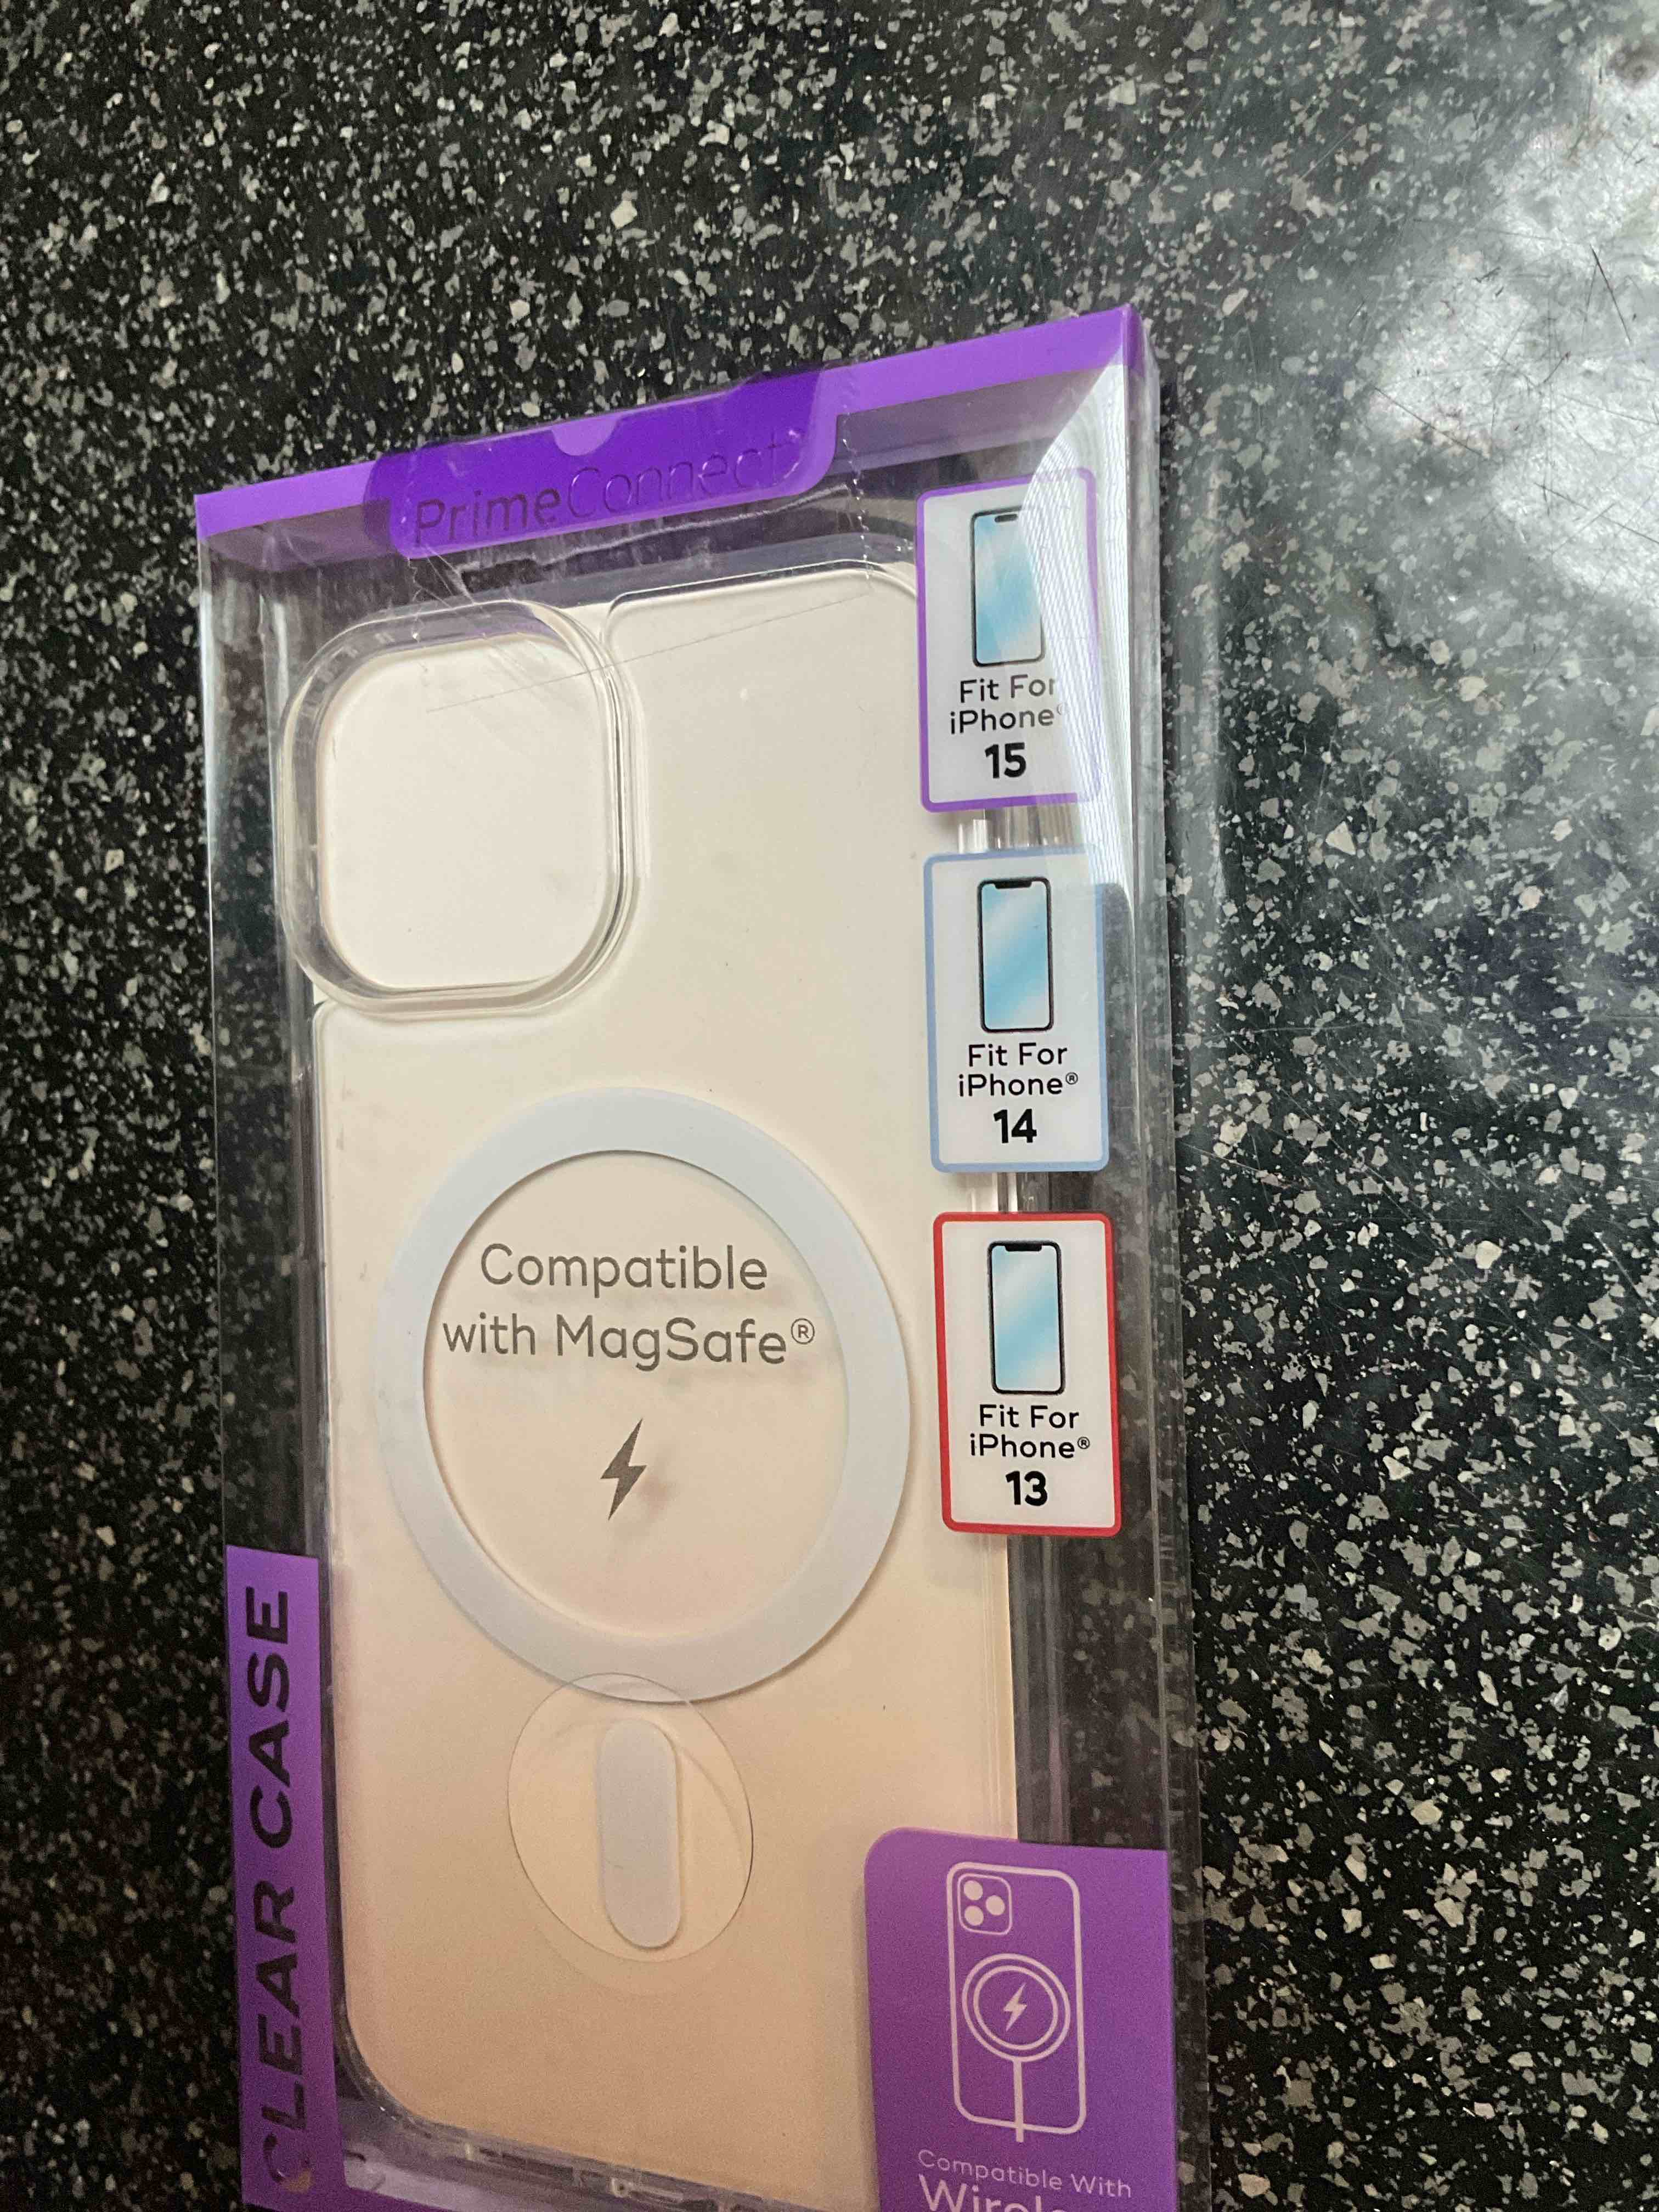 PrimeConnect
Fit For
iPhone®
15
Fit For
iPhone®
14
Fit For
iPhone®
13
Compatible
with MagSafe®
CLEAR CASE
Compatible With